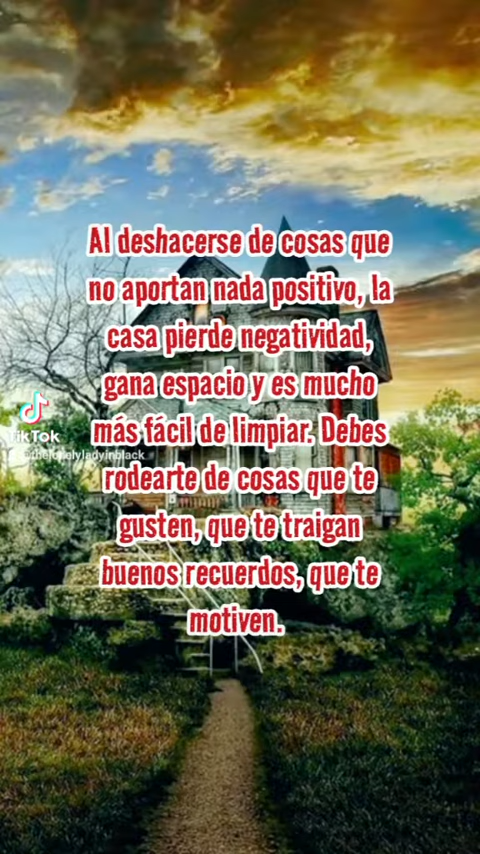 Al deshacerse de cosas que
no aportan nada positivo, la
casa pierde negatividad,
gana espacio y es mucho
más fácil de limpiar. Debes
rodearte de cosas que te
gusten, que te traigan
buenos recuerdos, que te
motiven.
TikTok
@thelonelyladyinblack